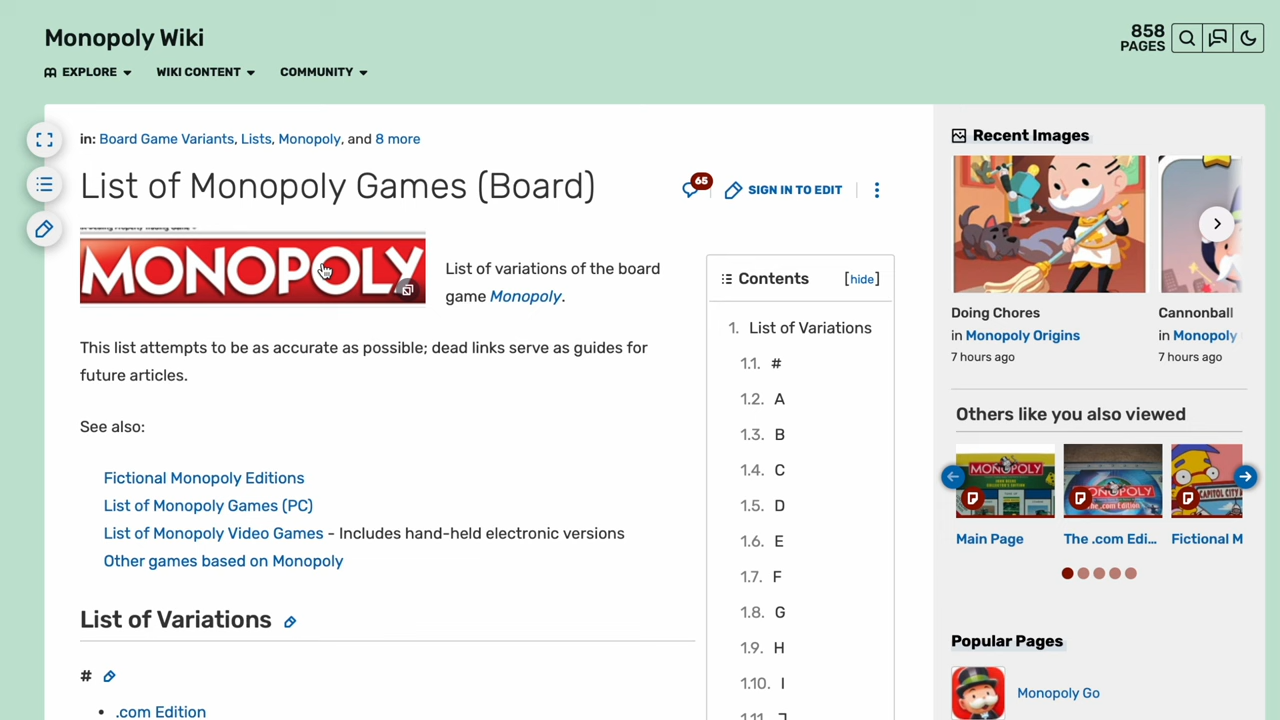 Monopoly Wiki
858
PAGES
EXPLORE
WIKI CONTENT
COMMUNITY
in: Board Game Variants, Lists, Monopoly, and 8 more
List of Monopoly Games (Board)
65
SIGN IN TO EDIT
MONOPOLY
List of variations of the board
game Monopoly.
This list attempts to be as accurate as possible; dead links serve as guides for
future articles.
See also:
Fictional Monopoly Editions
List of Monopoly Games (PC)
List of Monopoly Video Games - Includes hand-held electronic versions
Other games based on Monopoly
List of Variations
#
• .com Edition
Contents [hide]
1. List of Variations
1.1. #
1.2. A
1.3. B
1.4. C
1.5. D
1.6. E
1.7. F
1.8. G
1.9. H
1.10. I
Recent Images
Doing Chores
in Monopoly Origins
7 hours ago
Cannonball
in Monopoly
7 hours ago
Others like you also viewed
MONOPOLY
MONOPOLY
The .com Edition
CAPITOL CITY
Main Page
The .com Edi...
Fictional M
Popular Pages
Monopoly Go